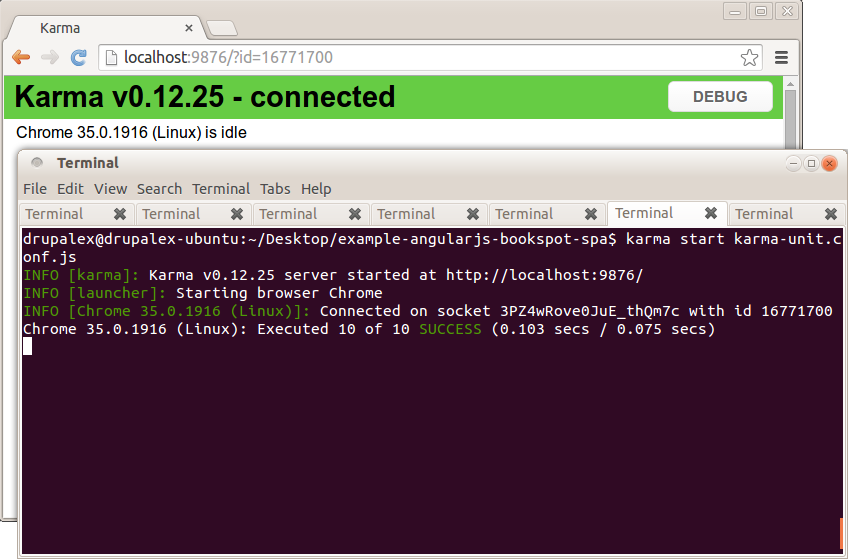 Karma
localhost:9876/?id=16771700
Karma v0.12.25 - connected
DEBUG
Chrome 35.0.1916 (Linux) is idle
Terminal
File Edit View Search Terminal Tabs Help
Terminal Terminal Terminal Terminal Terminal Terminal Terminal
drupalex@drupalex-ubuntu:~/Desktop/example-angularjs-bookspot-spa$ karma start karma-unit.c
onf.js
INFO [karma]: Karma v0.12.25 server started at http://localhost:9876/
INFO [launcher]: Starting browser Chrome
INFO [Chrome 35.0.1916 (Linux)]: Connected on socket 3PZ4wRove0JuE_thQm7c with id 16771700
Chrome 35.0.1916 (Linux): Executed 10 of 10 SUCCESS (0.103 secs / 0.075 secs)